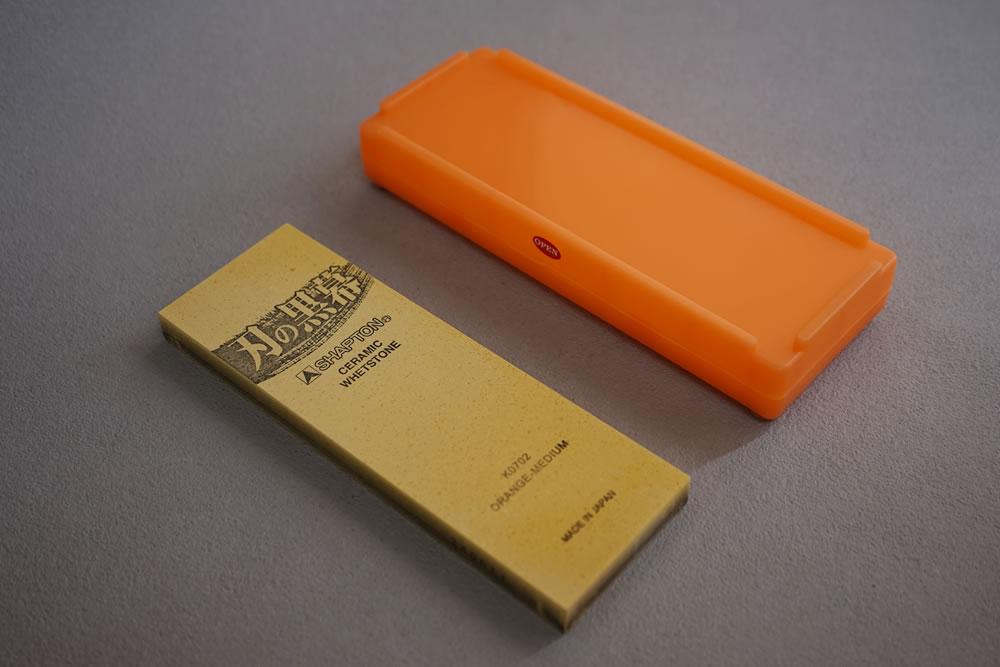 刃の黒幕
SHAPTON®
CERAMIC
WHETSTONE
K0702
ORANGE-MEDIUM
MADE IN JAPAN
OPEN